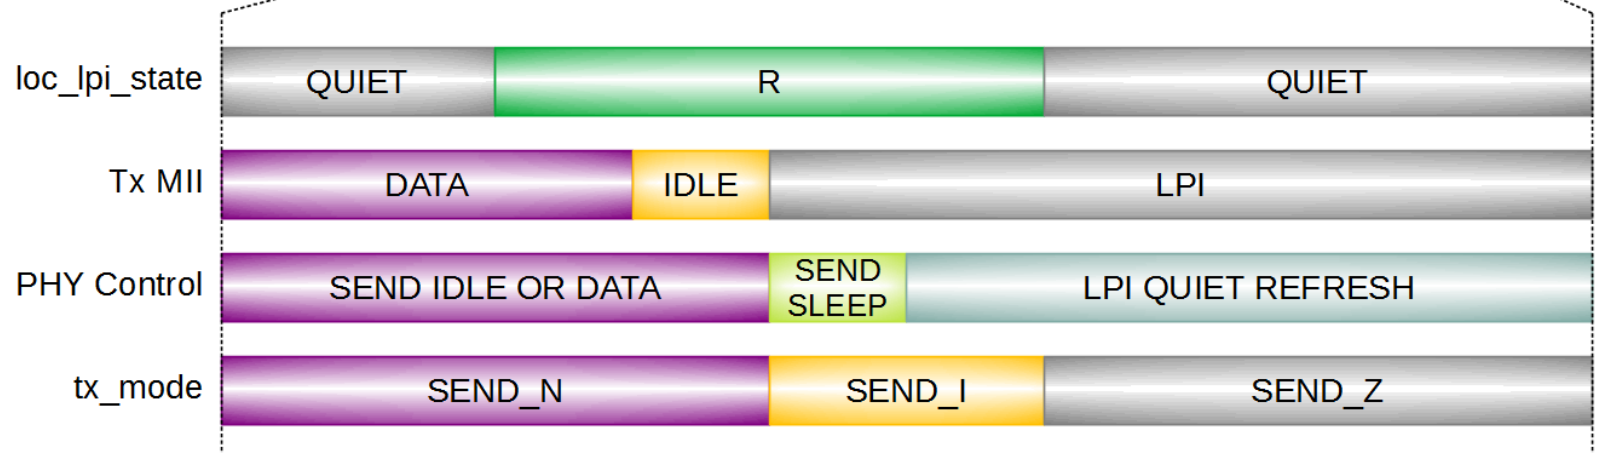 loc_lpi_state QUIET R QUIET
Tx MII DATA IDLE LPI
PHY Control SEND IDLE OR DATA SEND SLEEP LPI QUIET REFRESH
tx_mode SEND_N SEND_I SEND_Z